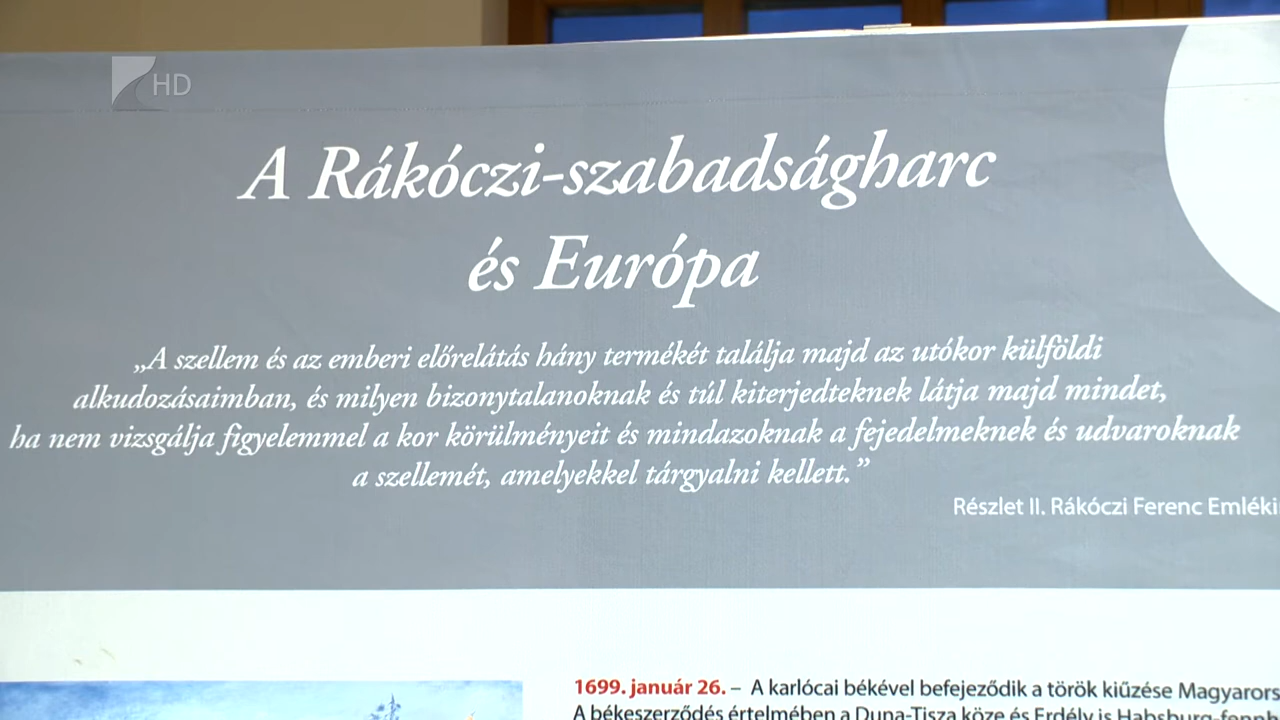 HD
A Rákóczi-szabadságharc
és Európa
„A szellem és az emberi előrelátás hány termékét találja majd az utókor külföldi
alkudozásaimban, és milyen bizonytalanoknak és túl kiterjedteknek látja majd mindet,
ha nem vizsgálja figyelemmel a kor körülményeit és mindazoknak a fejedelmeknek és udvaroknak
a szellemét, amelyekkel tárgyalni kellett.”
Részlet II. Rákóczi Ferenc
1699. január 26. – A karlócai békével befejeződik a török kiűzése
A békeszerződés értelmében a Duna-Tisza köze és Erdély is